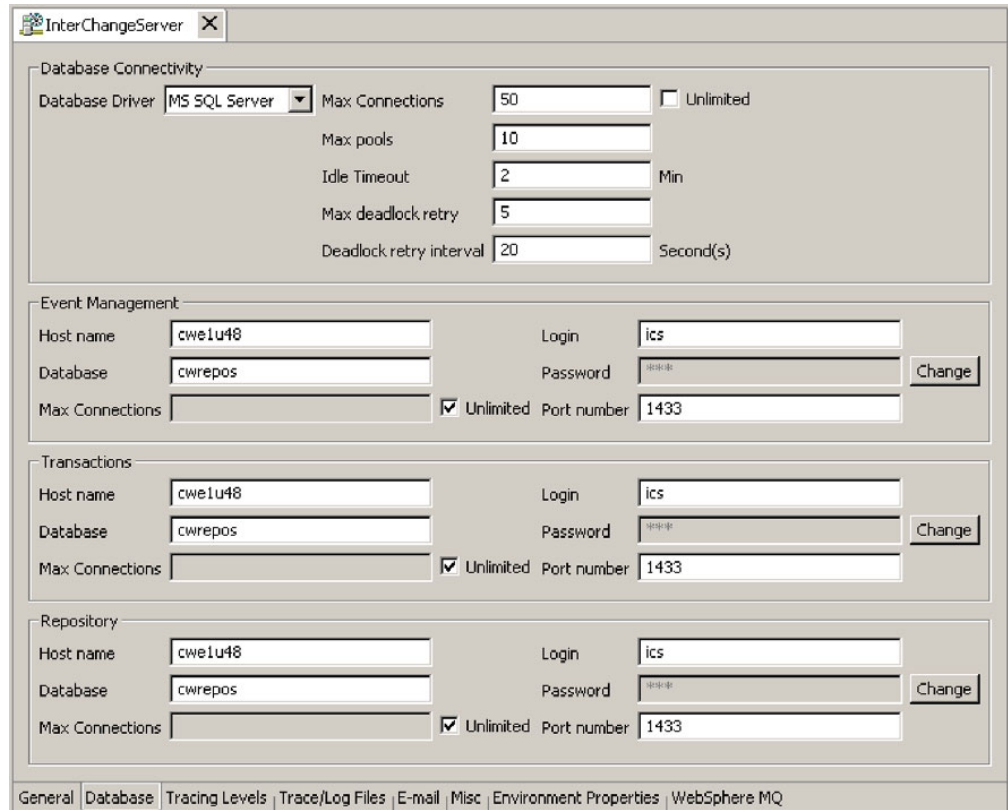 InterChangeServer
Database Connectivity
Database Driver MS SQL Server Max Connections 50 Unlimited
Max pools 10
Idle Timeout 2 Min
Max deadlock retry 5
Deadlock retry interval 20 Second(s)
Event Management
Host name cwe1u48 Login ics
Database cwrepos Password *** Change
Max Connections Unlimited Port number 1433
Transactions
Host name cwe1u48 Login ics
Database cwrepos Password *** Change
Max Connections Unlimited Port number 1433
Repository
Host name cwe1u48 Login ics
Database cwrepos Password *** Change
Max Connections Unlimited Port number 1433
General Database Tracing Levels Trace/Log Files E-mail Misc Environment Properties WebSphere MQ